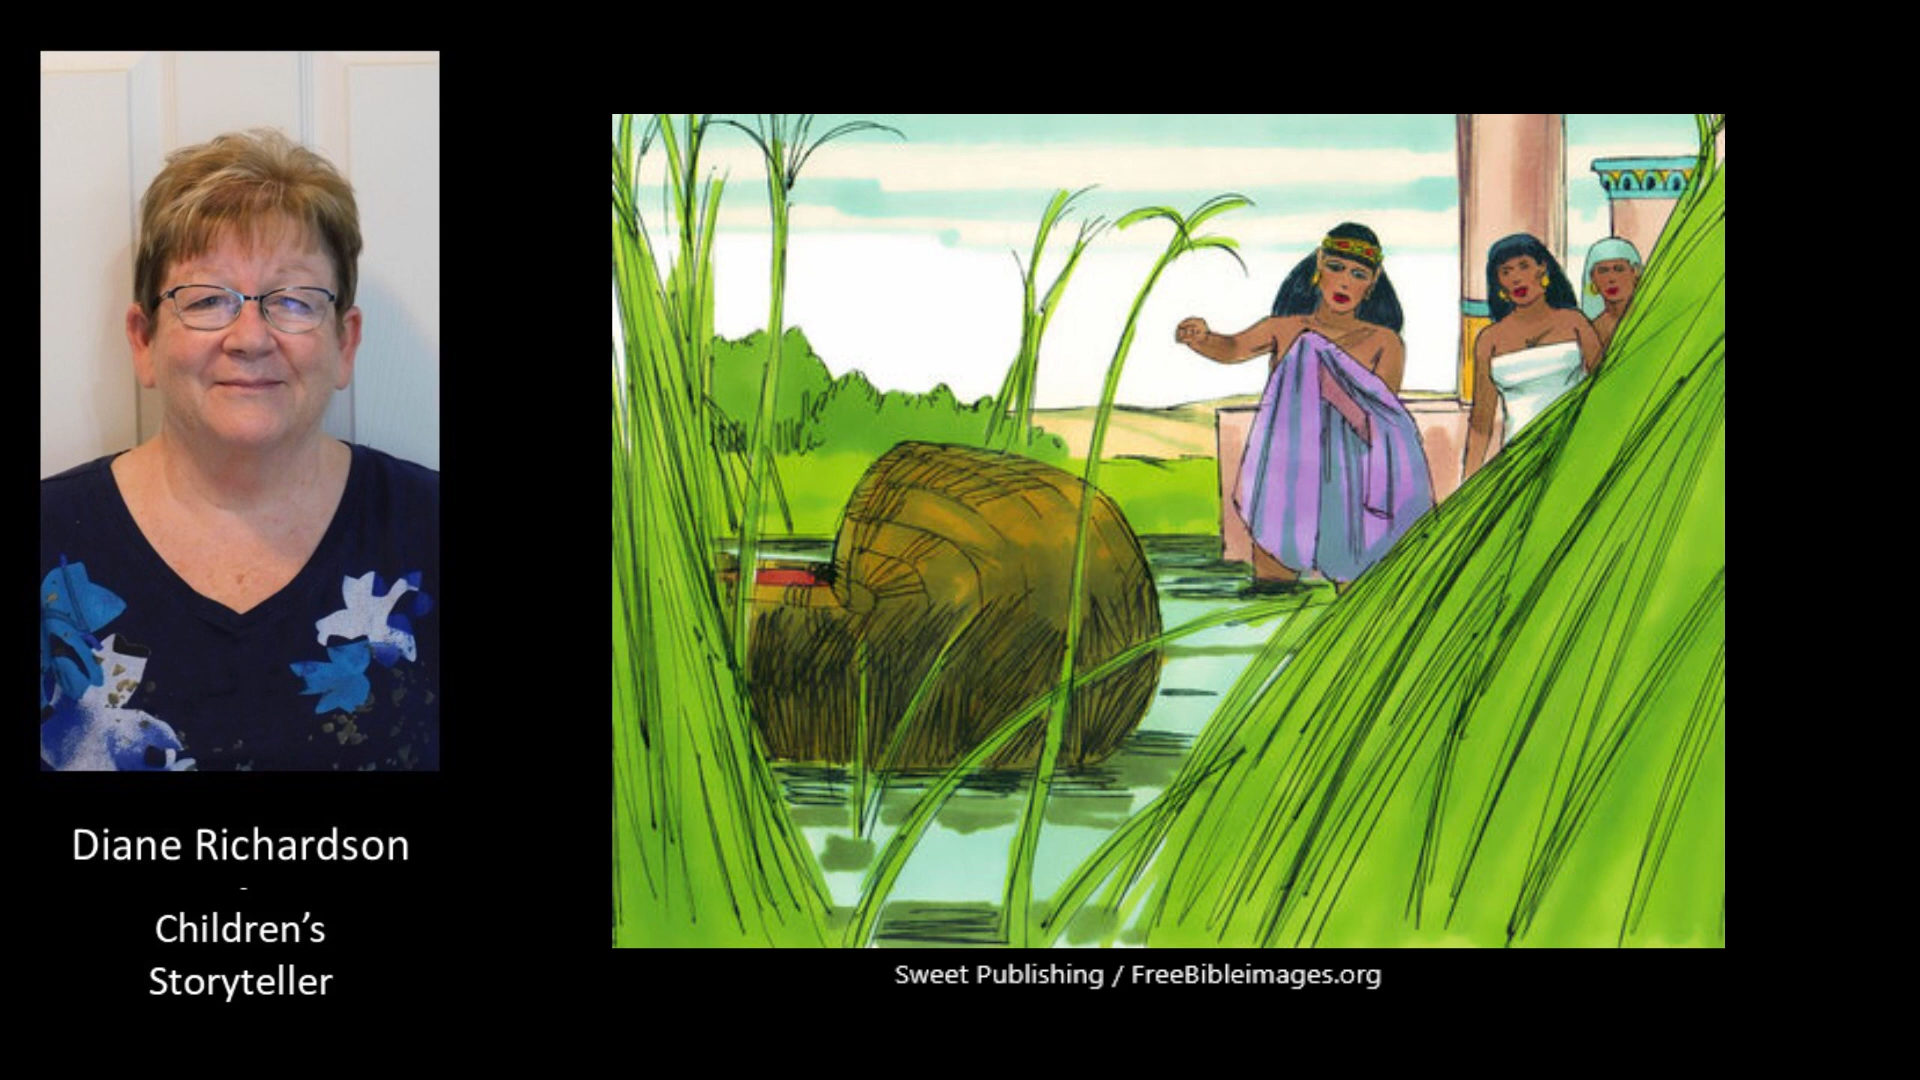 Diane Richardson
-
Children’s
Storyteller
Sweet Publishing / FreeBibleimages.org